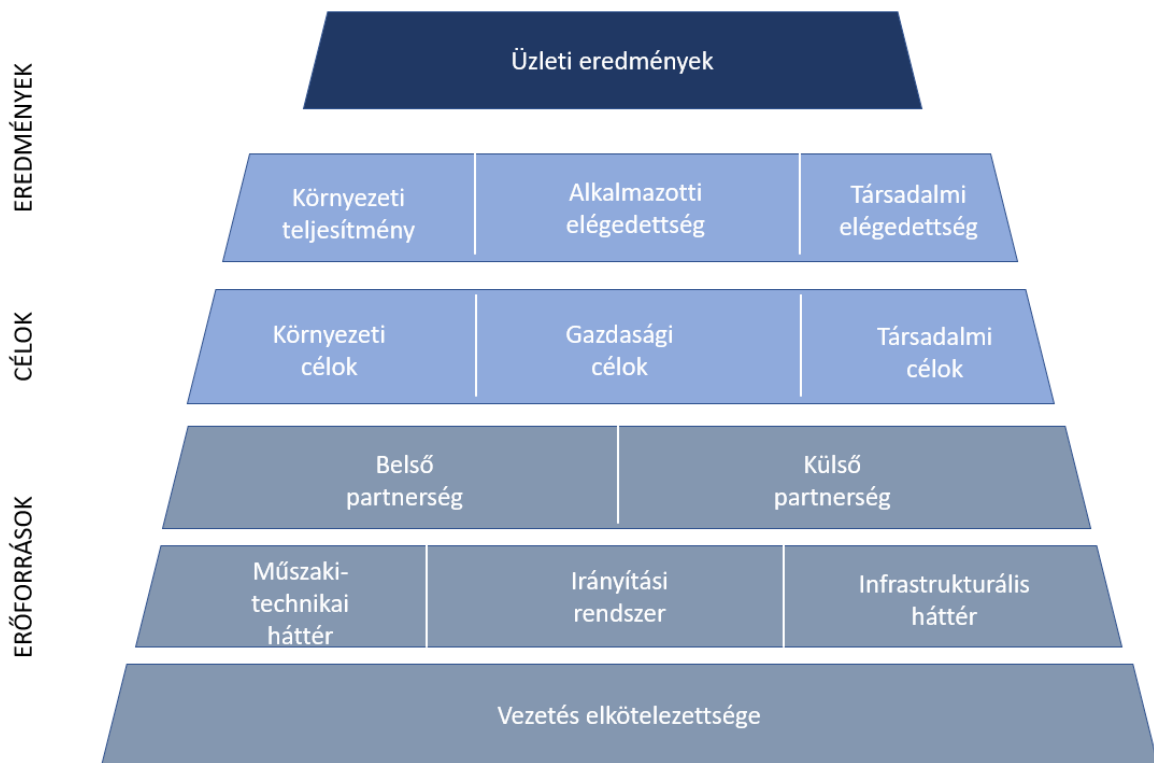 EREDMÉNYEK
Üzleti eredmények
Környezeti
teljesítmény
Alkalmazotti
elégedettség
Társadalmi
elégedettség
CÉLOK
Környezeti
célok
Gazdasági
célok
Társadalmi
célok
ERŐFORRÁSOK
Belső
partnerség
Külső
partnerség
Műszaki-
technikai
háttér
Irányítási
rendszer
Infrastrukturális
háttér
Vezetés elkötelezettsége